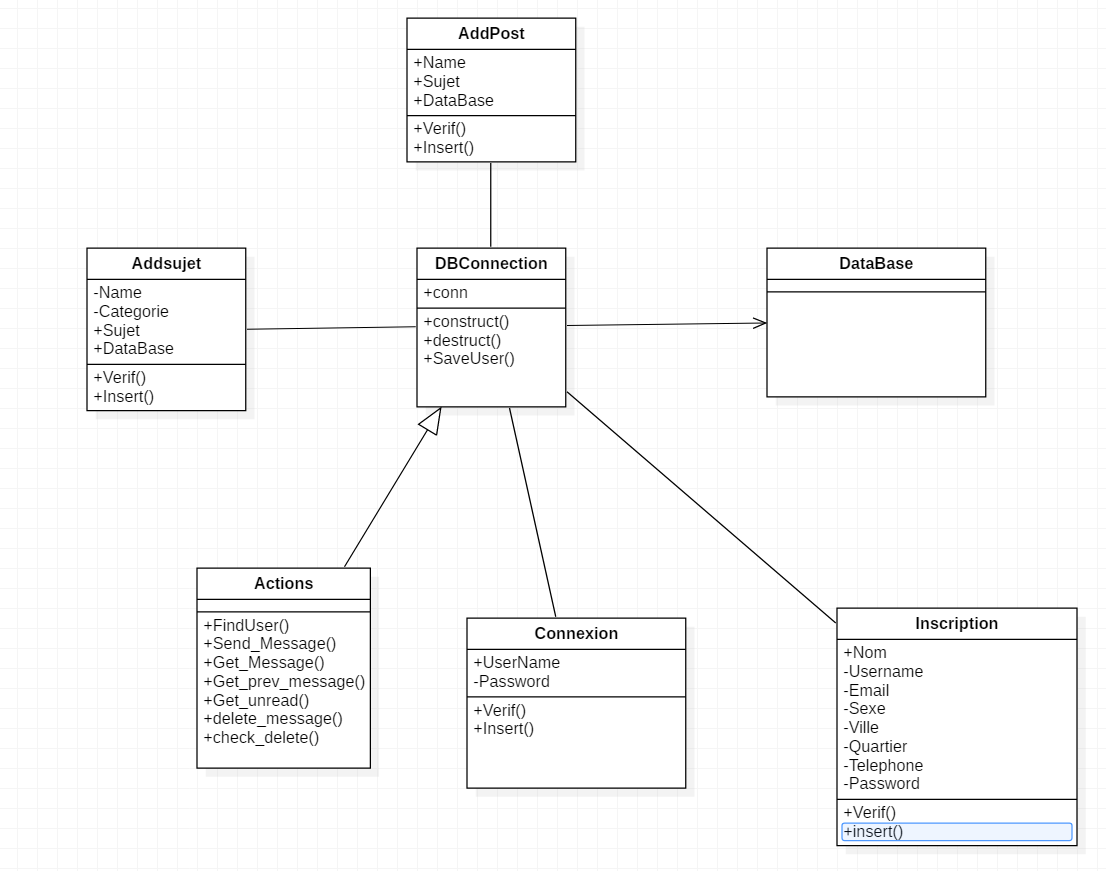 AddPost
+Name
+Sujet
+DataBase
+Verif()
+Insert()
Addsujet
-Name
-Categorie
+Sujet
+DataBase
+Verif()
+Insert()
DBConnection
+conn
+construct()
+destruct()
+SaveUser()
DataBase
Actions
+FindUser()
+Send_Message()
+Get_Message()
+Get_prev_message()
+Get_unread()
+delete_message()
+check_delete()
Connexion
+UserName
-Password
+Verif()
+Insert()
Inscription
+Nom
-Username
-Email
-Sexe
-Ville
-Quartier
-Telephone
-Password
+Verif()
+insert()